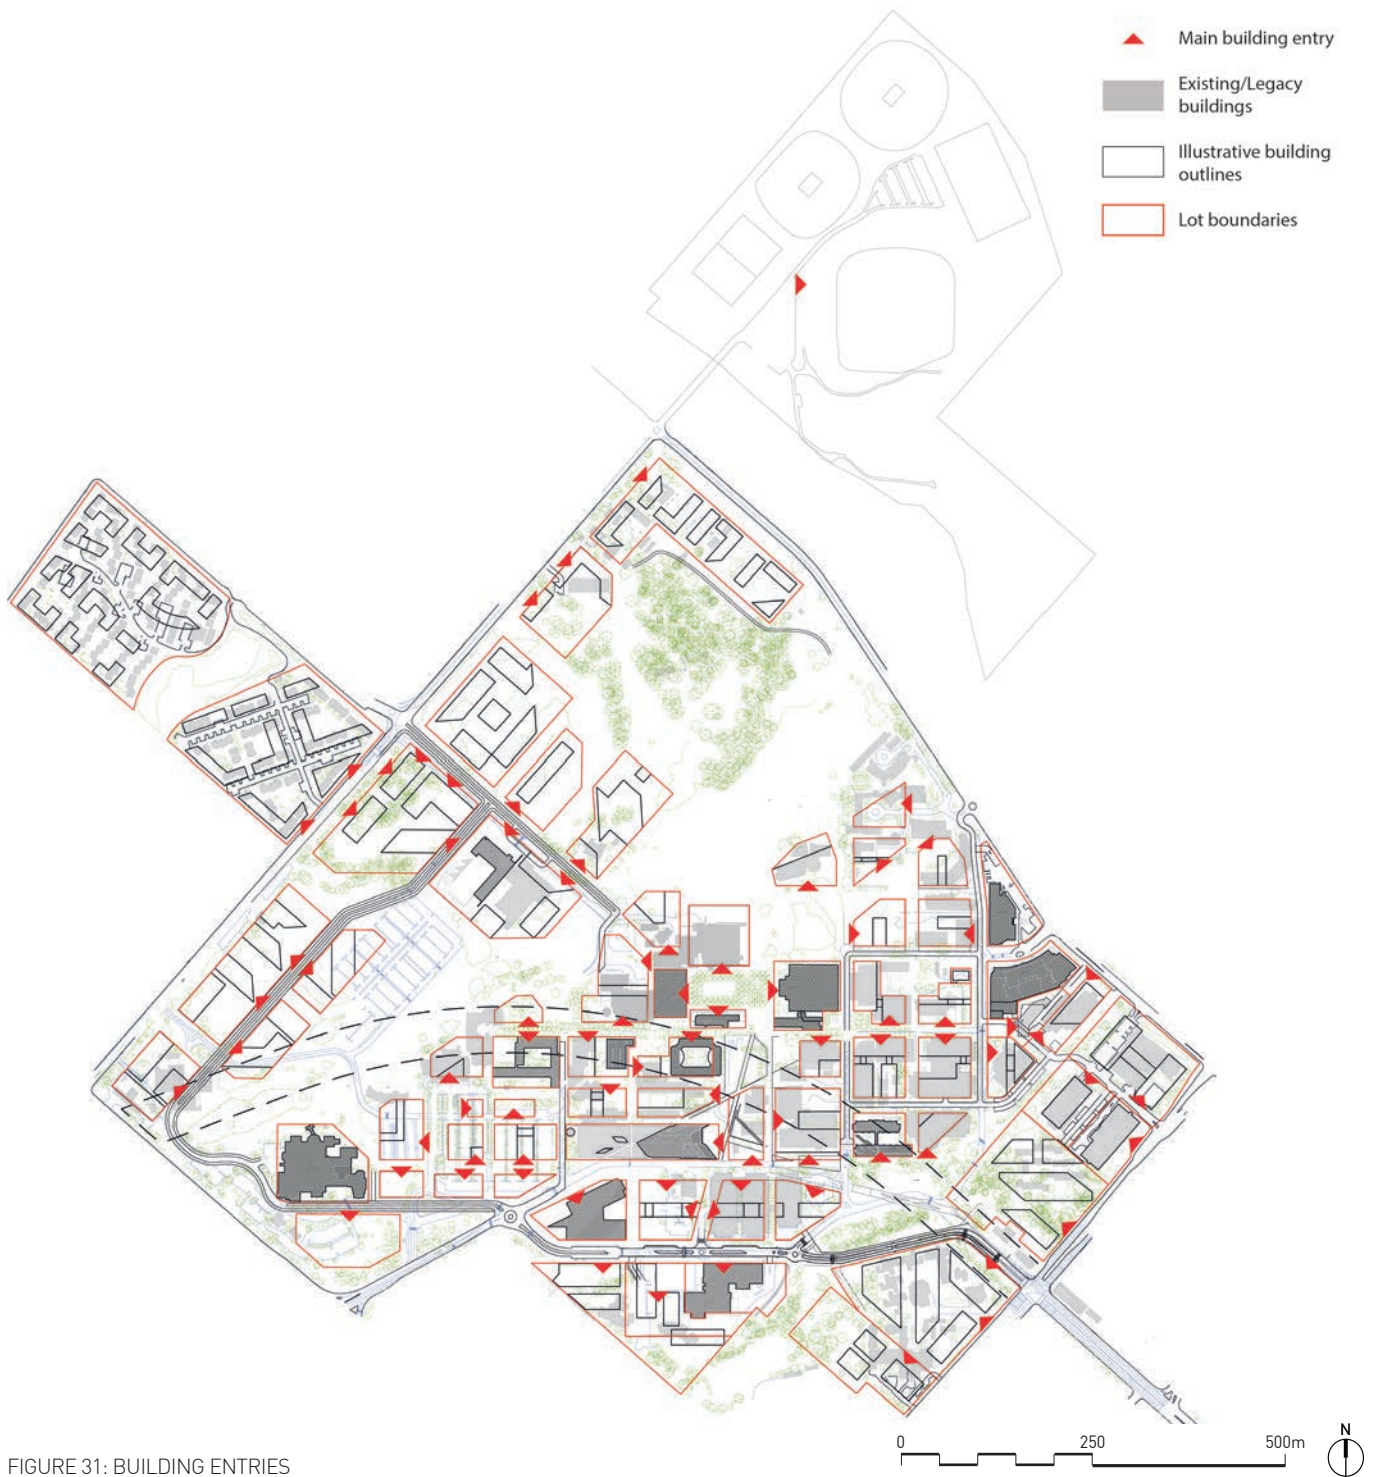 Main building entry
Existing/Legacy
buildings
Illustrative building
outlines
Lot boundaries
N
0 250 500m
FIGURE 31: BUILDING ENTRIES